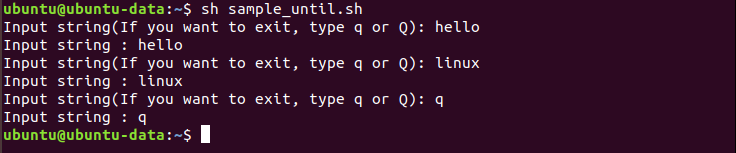 ubuntu@ubuntu-data:~$ sh sample_until.sh
Input string(If you want to exit, type q or Q): hello
Input string : hello
Input string(If you want to exit, type q or Q): linux
Input string : linux
Input string(If you want to exit, type q or Q): q
Input string : q
ubuntu@ubuntu-data:~$